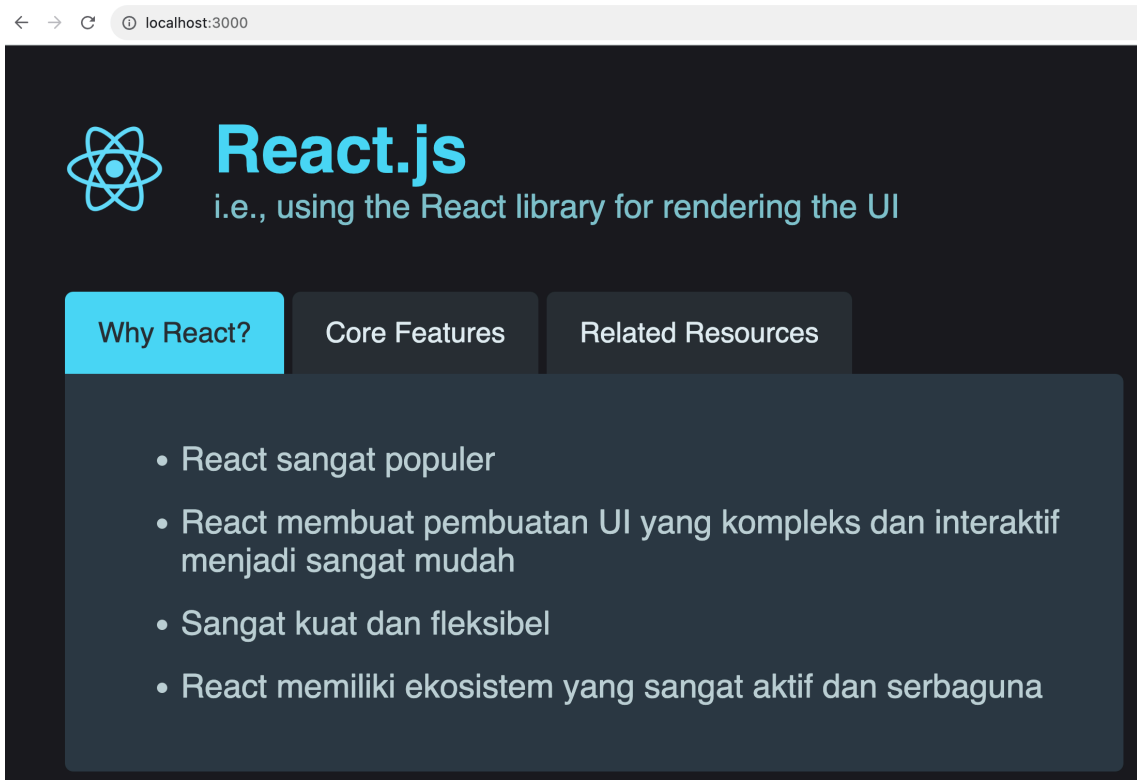 localhost:3000
React.js
i.e., using the React library for rendering the UI
Why React?
Core Features
Related Resources
React sangat populer
React membuat pembuatan UI yang kompleks dan interaktif
menjadi sangat mudah
Sangat kuat dan fleksibel
React memiliki ekosistem yang sangat aktif dan serbaguna